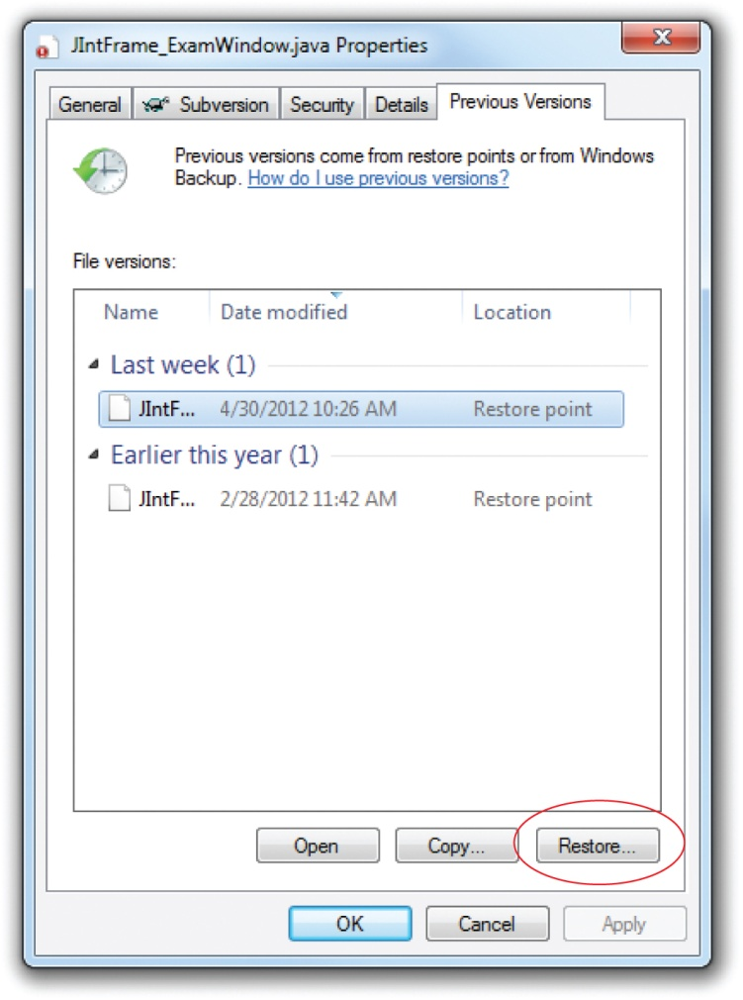 JIntFrame_ExamWindow.java Properties
General Subversion Security Details Previous Versions
Previous versions come from restore points or from Windows
Backup. How do I use previous versions?
File versions:
Name Date modified Location
Last week (1)
JIntF... 4/30/2012 10:26 AM Restore point
Earlier this year (1)
JIntF... 2/28/2012 11:42 AM Restore point
Open Copy... Restore...
OK Cancel Apply